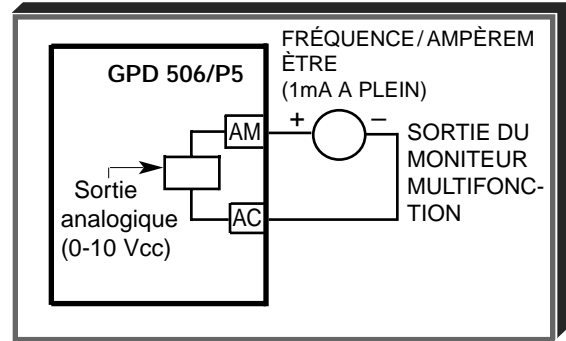 GPD 506/P5
FRÉQUENCE/AMPÈREM
ÈTRE
(1mA A PLEIN)
AM
+
–
SORTIE DU
MONITEUR
MULTIFONC-
TION
Sortie
analogique
(0-10 Vcc)
AC